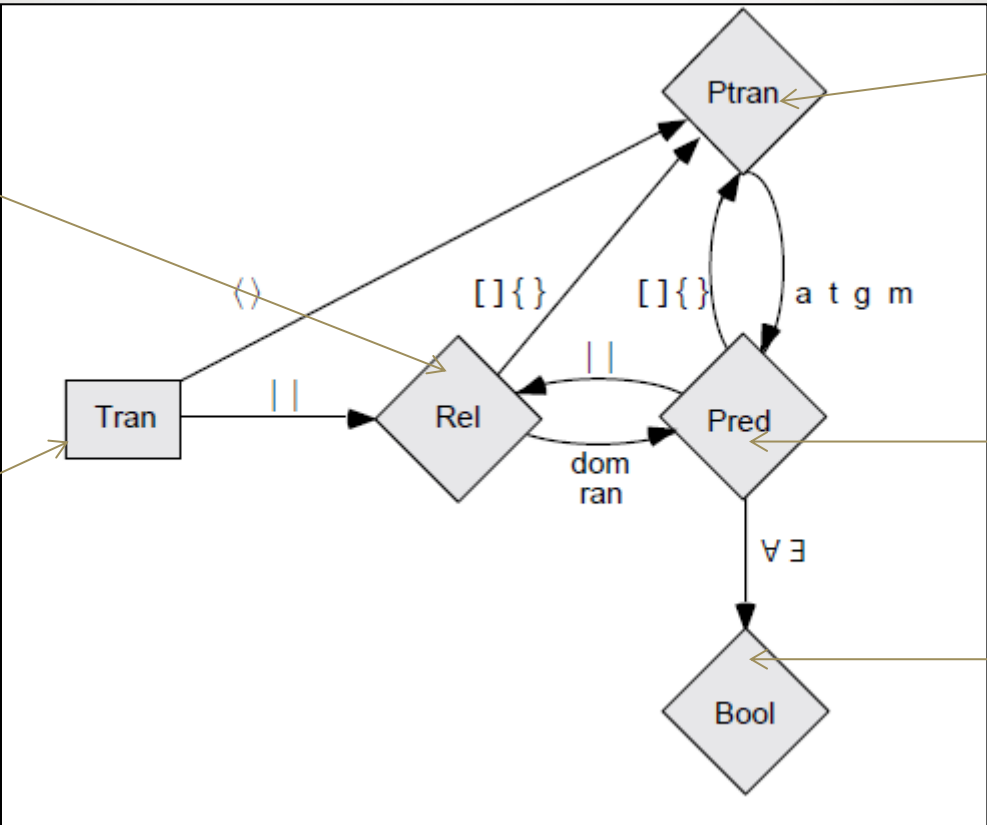 Ptran
⟨⟩
[ ] { }
[ ] { }
a t g m
| |
| |
Tran
Rel
Pred
dom
ran
∀ ∃
Bool